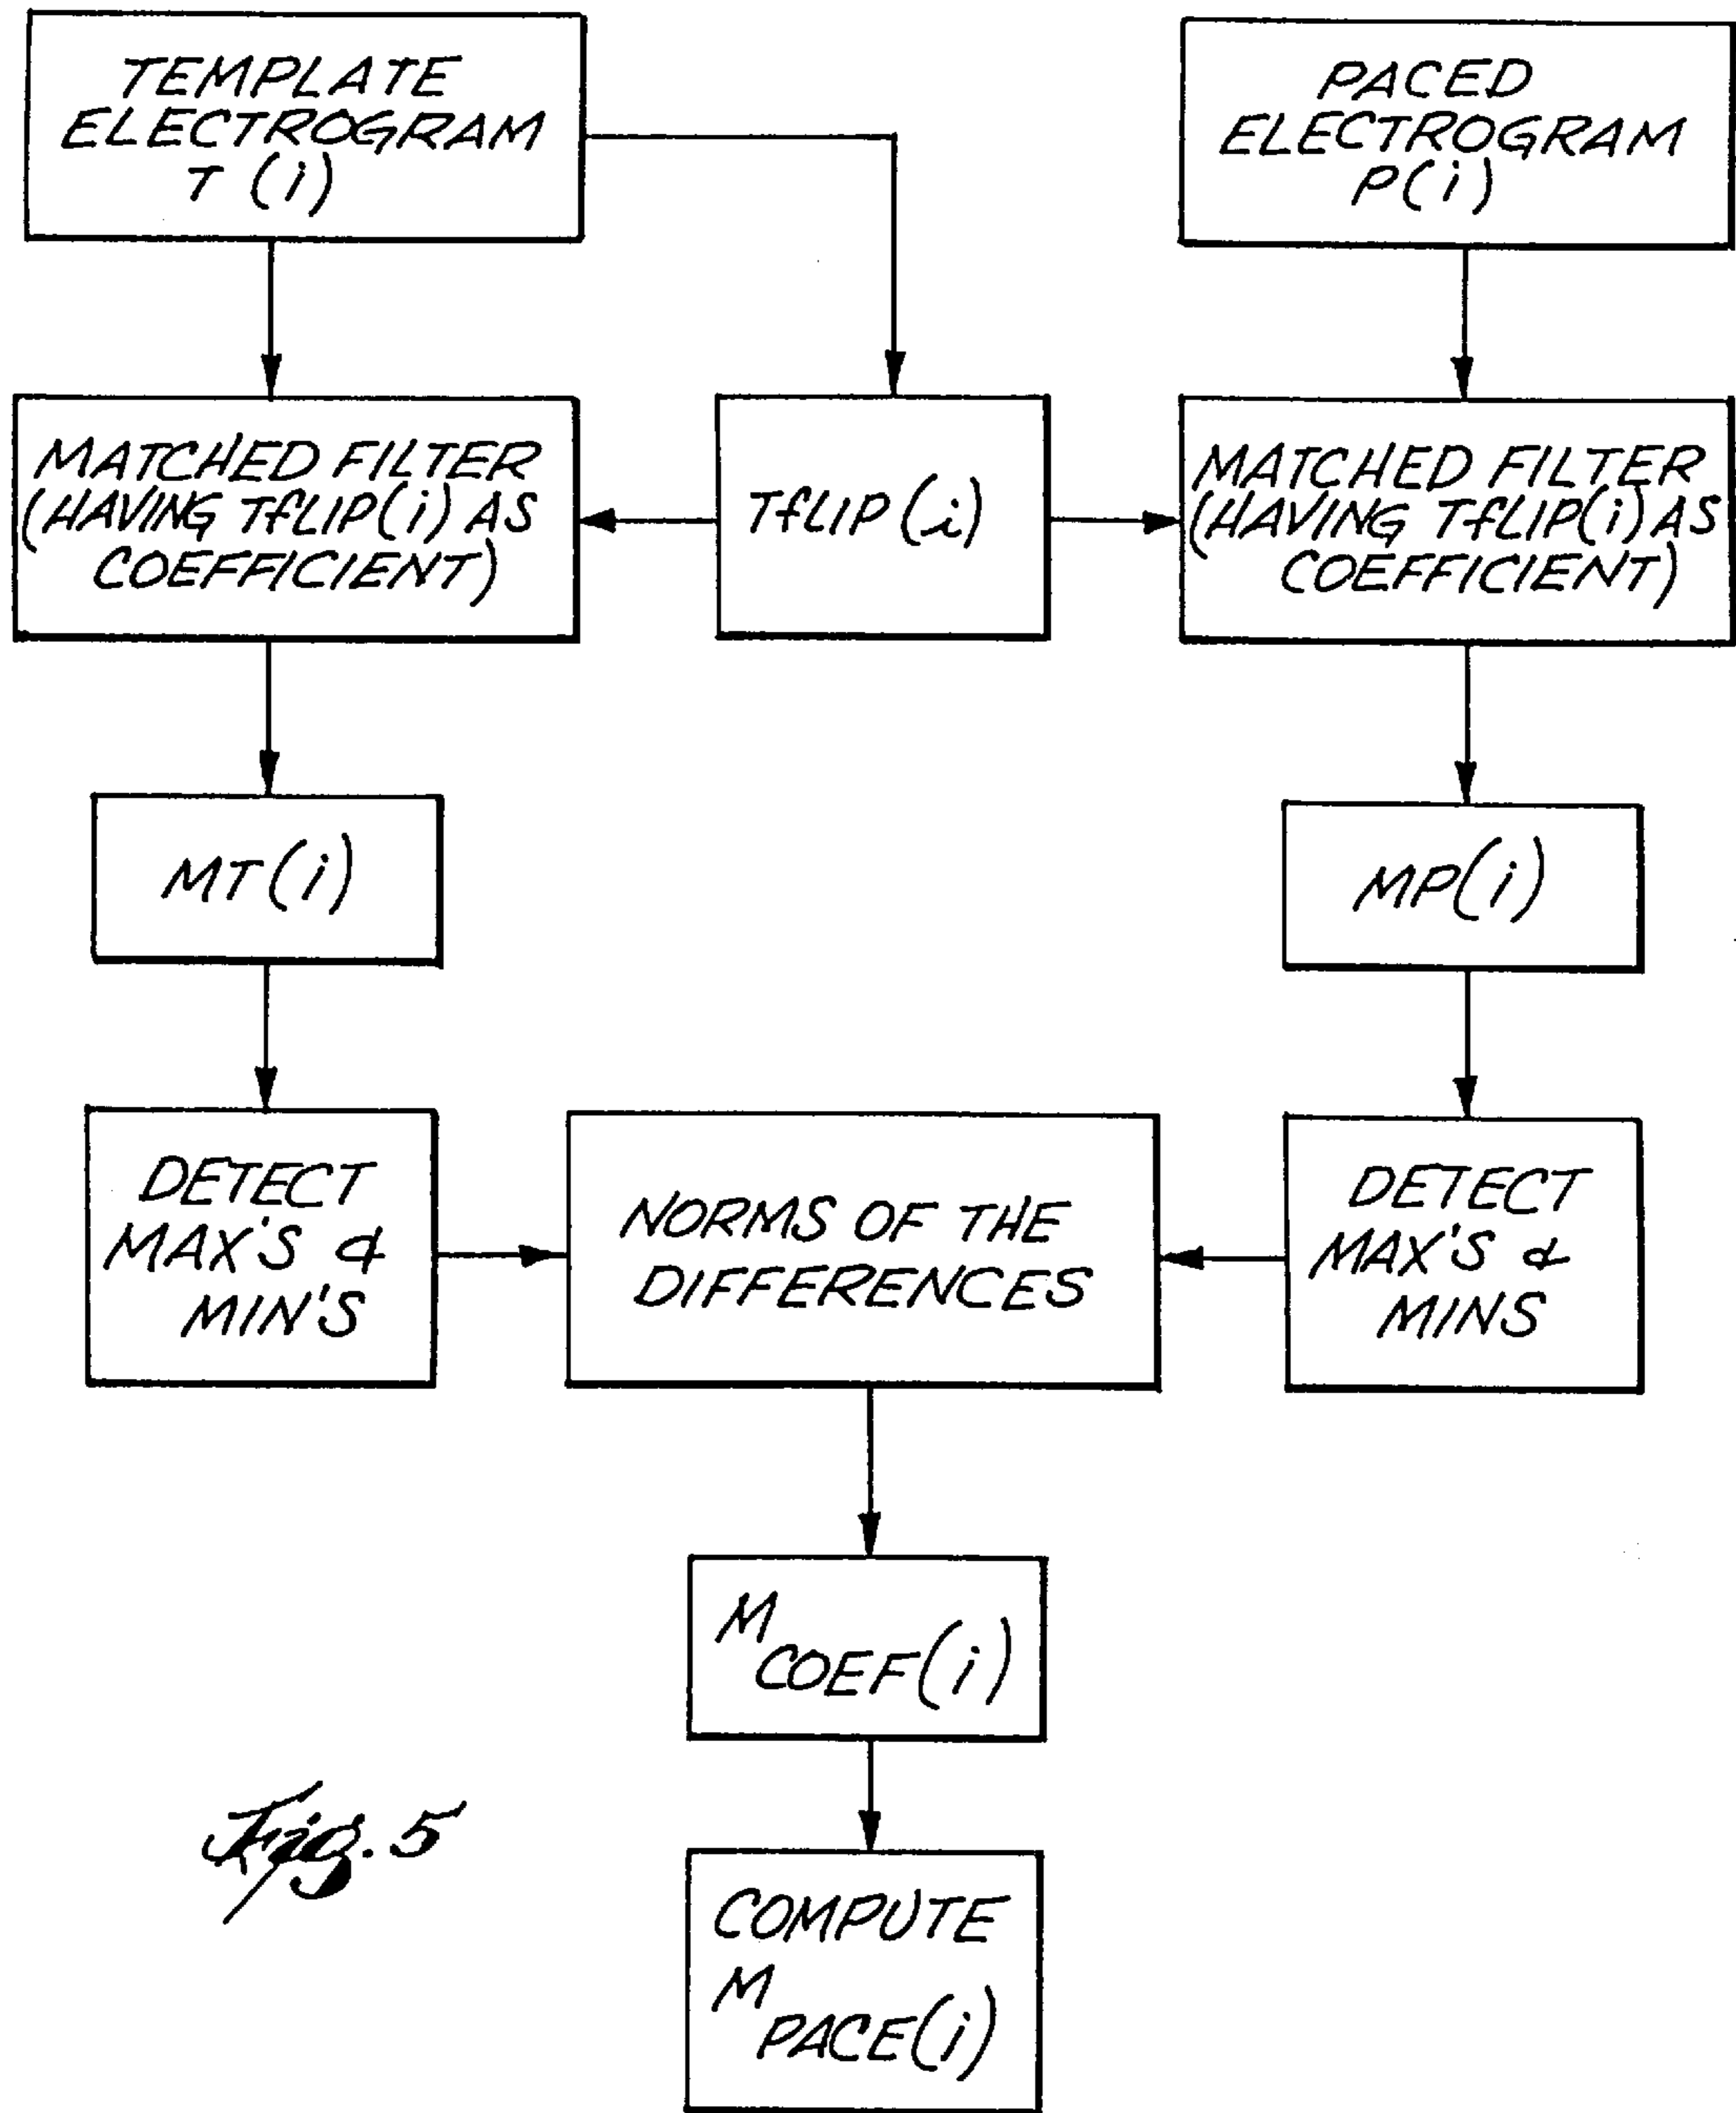 TEMPLATE
ELECTROGRAM
T (i)
PACED
ELECTROGRAM
P(i)
MATCHED FILTER
(HAVING TfLIP(i) AS
COEFFICIENT)
TfLIP(i)
MATCHED FILTER
(HAVING TfLIP(i) AS
COEFFICIENT)
MT(i)
MP(i)
DETECT
MAX'S &
MIN'S
NORMS OF THE
DIFFERENCES
DETECT
MAX'S &
MINS
M
COEF(i)
Fig. 5
COMPUTE
M
PACE(i)